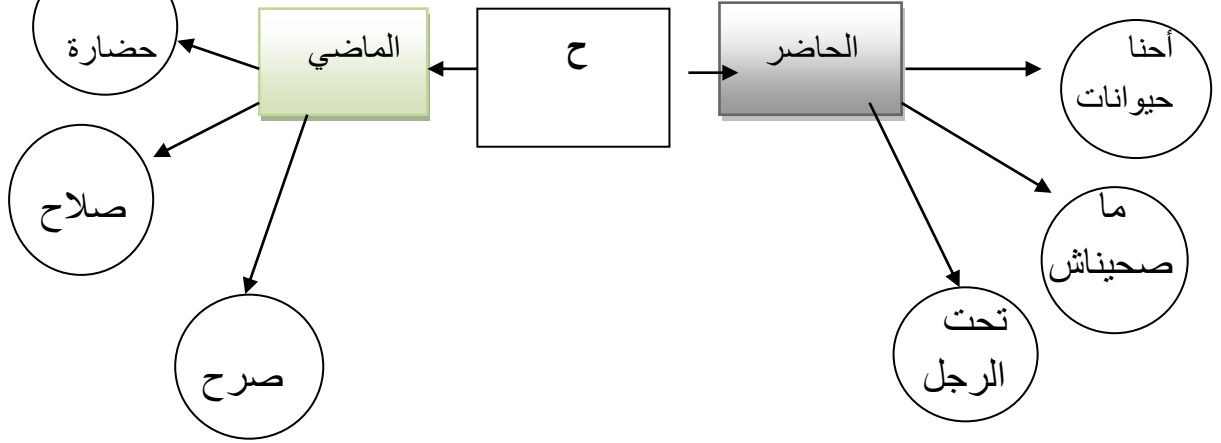 أحنا
حيوانات
الحاضر
ح
الماضي
حضارة
ما
صحيناش
صلاح
تحت
الرجل
صرح